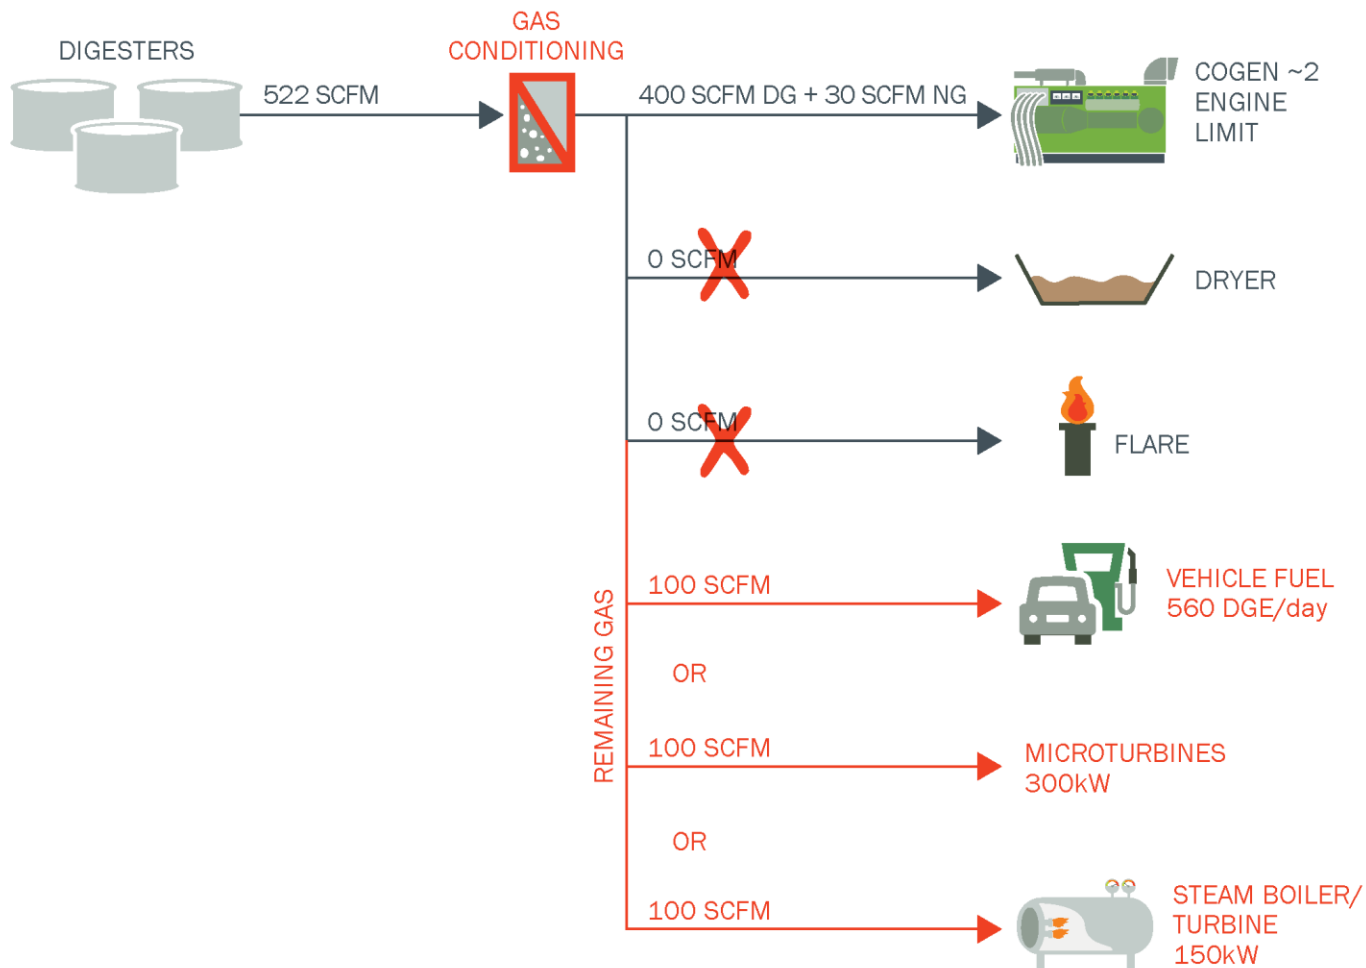 DIGESTERS
522 SCFM
GAS
CONDITIONING
400 SCFM DG + 30 SCFM NG
COGEN ~2
ENGINE
LIMIT
0 SCFM
DRYER
0 SCFM
FLARE
REMAINING GAS
100 SCFM
VEHICLE FUEL
560 DGE/day
OR
100 SCFM
MICROTURBINES
300kW
OR
100 SCFM
STEAM BOILER/
TURBINE
150kW